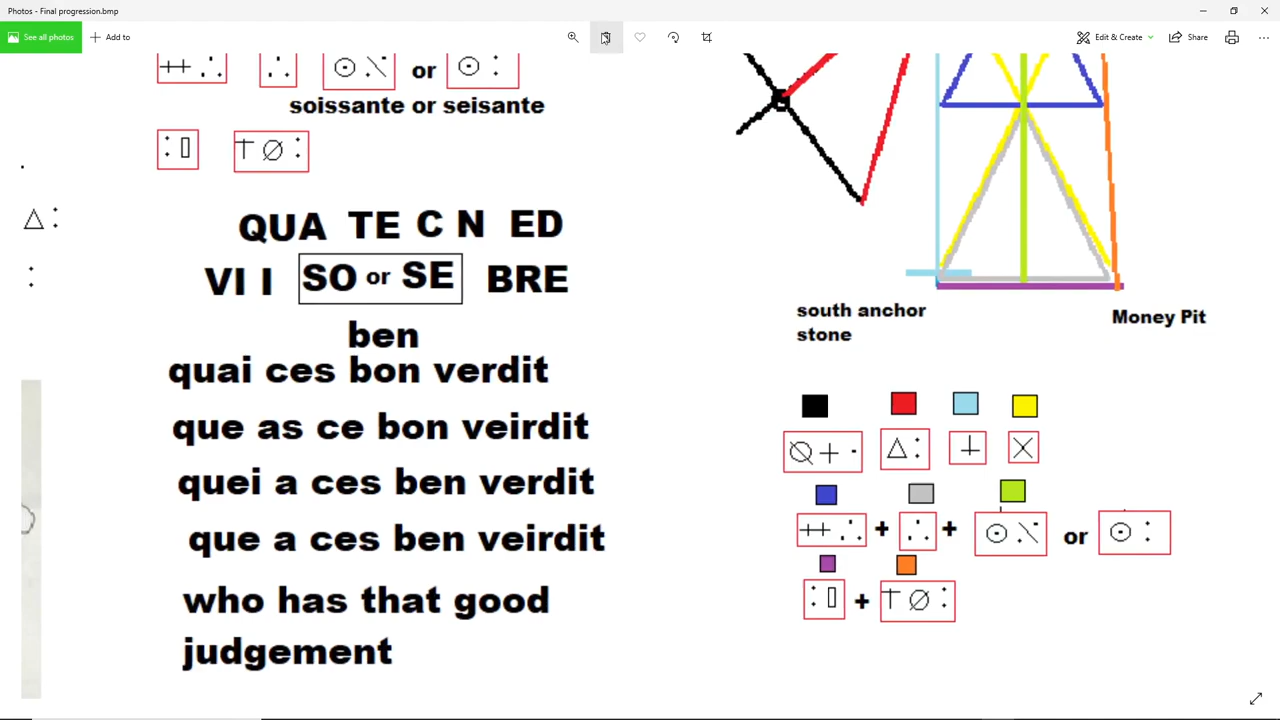 Photos - Final progression.bmp
See all photos
Add to
Edit & Create
Share
or
soissante or seisante
QUA TE C N ED
VI I SO or SE BRE
ben
quai ces bon verdit
que as ce bon veirdit
quei a ces ben verdit
que a ces ben veirdit
who has that good
judgement
south anchor
stone
Money Pit
+ + or
+